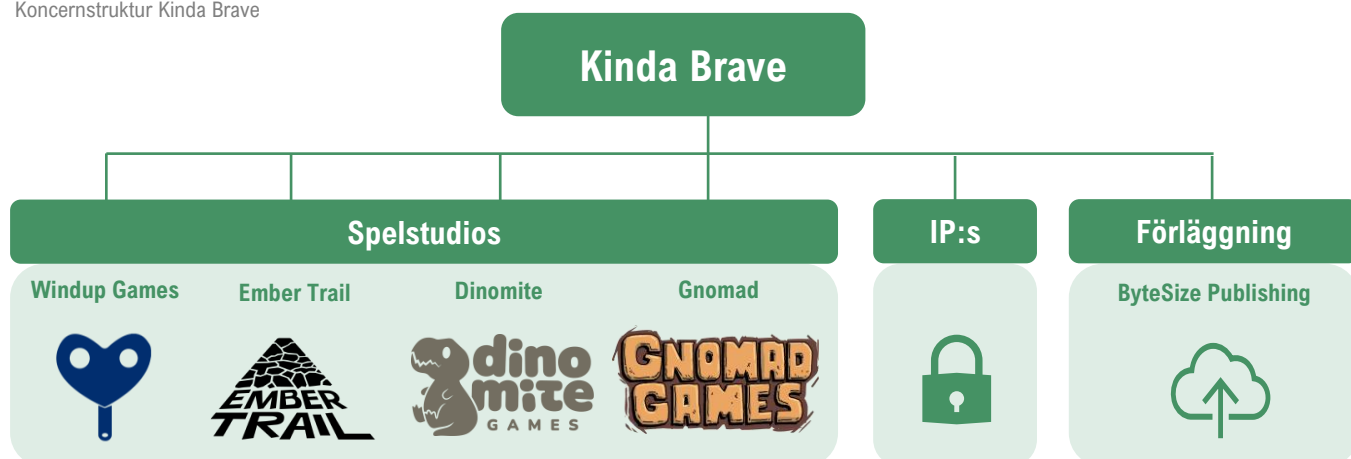 Koncernstruktur Kinda Brave
Kinda Brave
Spelstudios
IP:s
Förläggning
Windup Games
Ember Trail
Dinomite
Gnomad
ByteSize Publishing
EMBER
TRAIL
dino
mite
GAMES
GNOMAD
GAMES